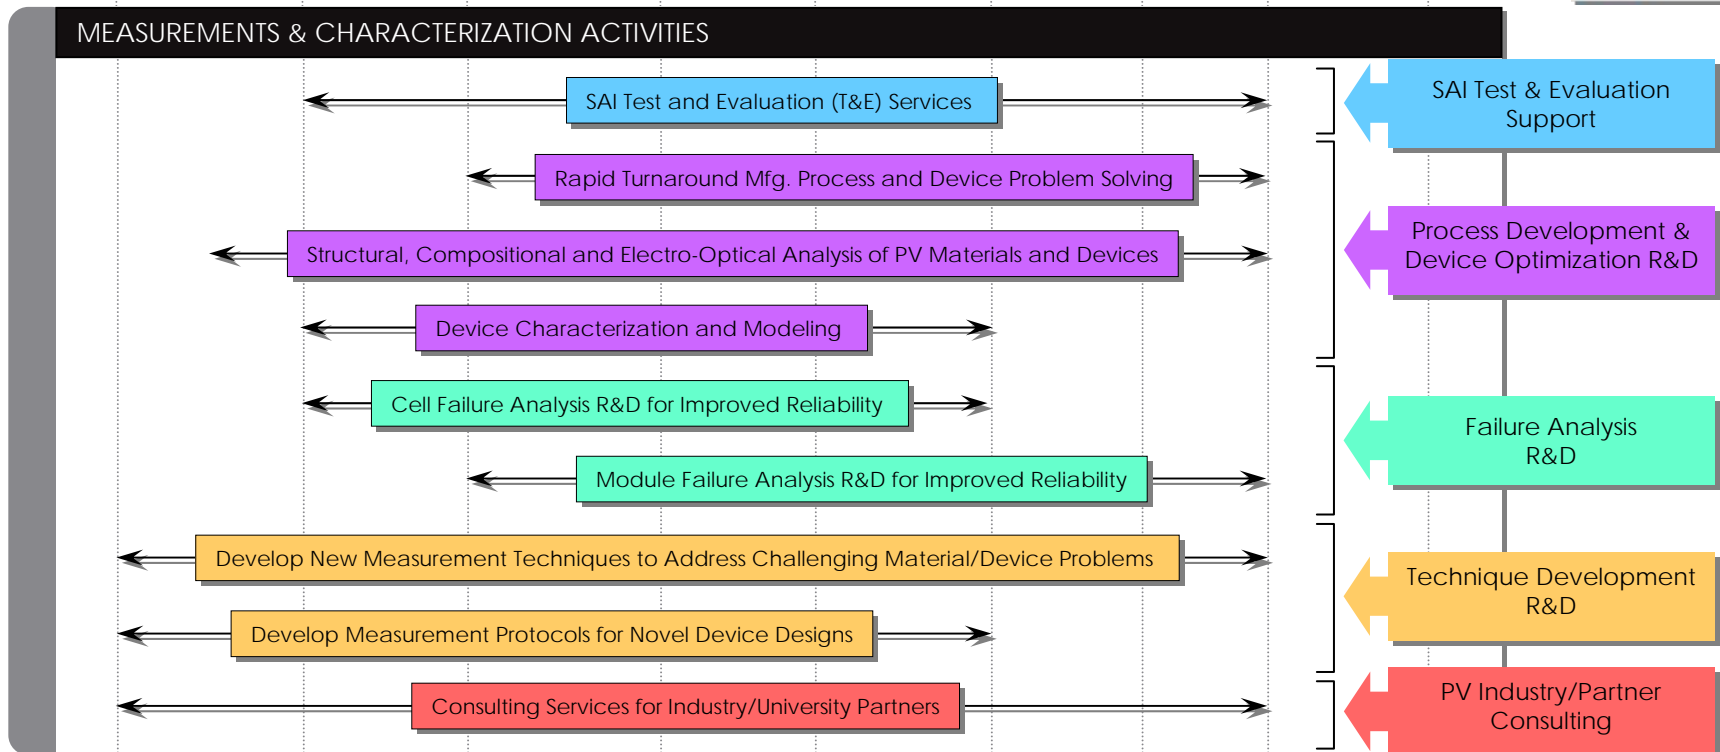 MEASUREMENTS & CHARACTERIZATION ACTIVITIES
SAI Test and Evaluation (T&E) Services
SAI Test & Evaluation
Support
Rapid Turnaround Mfg. Process and Device Problem Solving
Structural, Compositional and Electro-Optical Analysis of PV Materials and Devices
Device Characterization and Modeling
Process Development &
Device Optimization R&D
Cell Failure Analysis R&D for Improved Reliability
Module Failure Analysis R&D for Improved Reliability
Failure Analysis
R&D
Develop New Measurement Techniques to Address Challenging Material/Device Problems
Develop Measurement Protocols for Novel Device Designs
Technique Development
R&D
Consulting Services for Industry/University Partners
PV Industry/Partner
Consulting